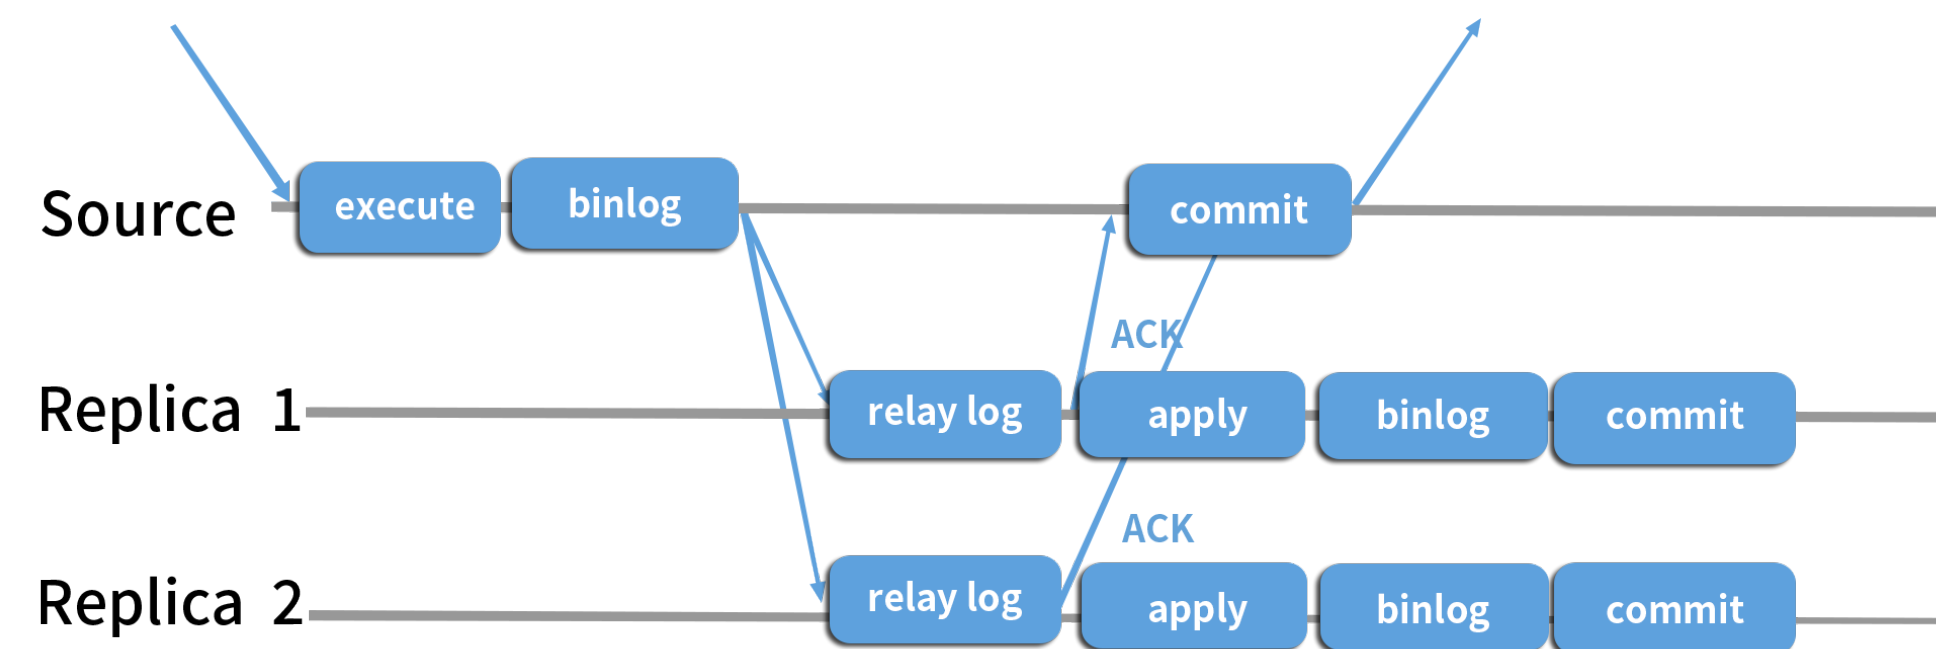 Source
execute
binlog
commit
ACK
Replica 1
relay log
apply
binlog
commit
ACK
Replica 2
relay log
apply
binlog
commit